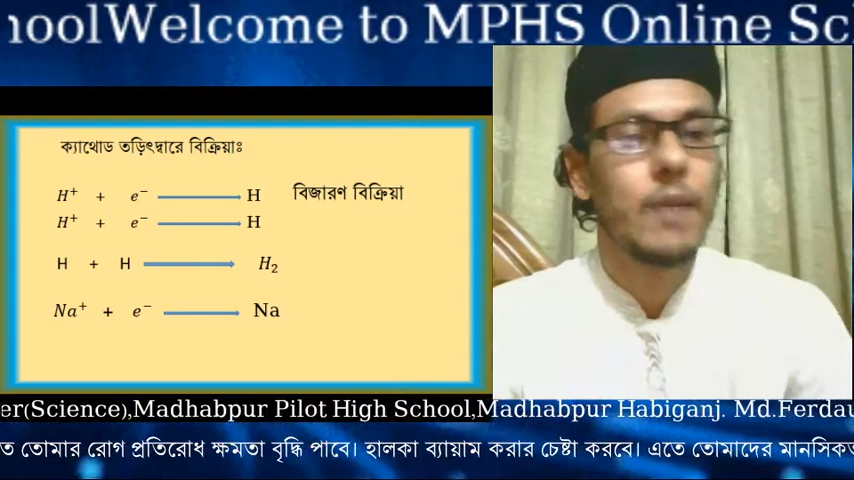 hoolWelcome to MPHS Online Sc
ক্যাথোড তড়িৎদ্বারে বিক্রিয়াঃ
H⁺ + e⁻ → H বিজারণ বিক্রিয়া
H⁺ + e⁻ → H
H + H → H₂
Na⁺ + e⁻ → Na
er(Science),Madhabpur Pilot High School,Madhabpur Habiganj. Md.Ferdau
ত তোমার রোগ প্রতিরোধ ক্ষমতা বৃদ্ধি পাবে। হালকা ব্যায়াম করার চেষ্টা করবে। এতে তোমাদের মানসিকত